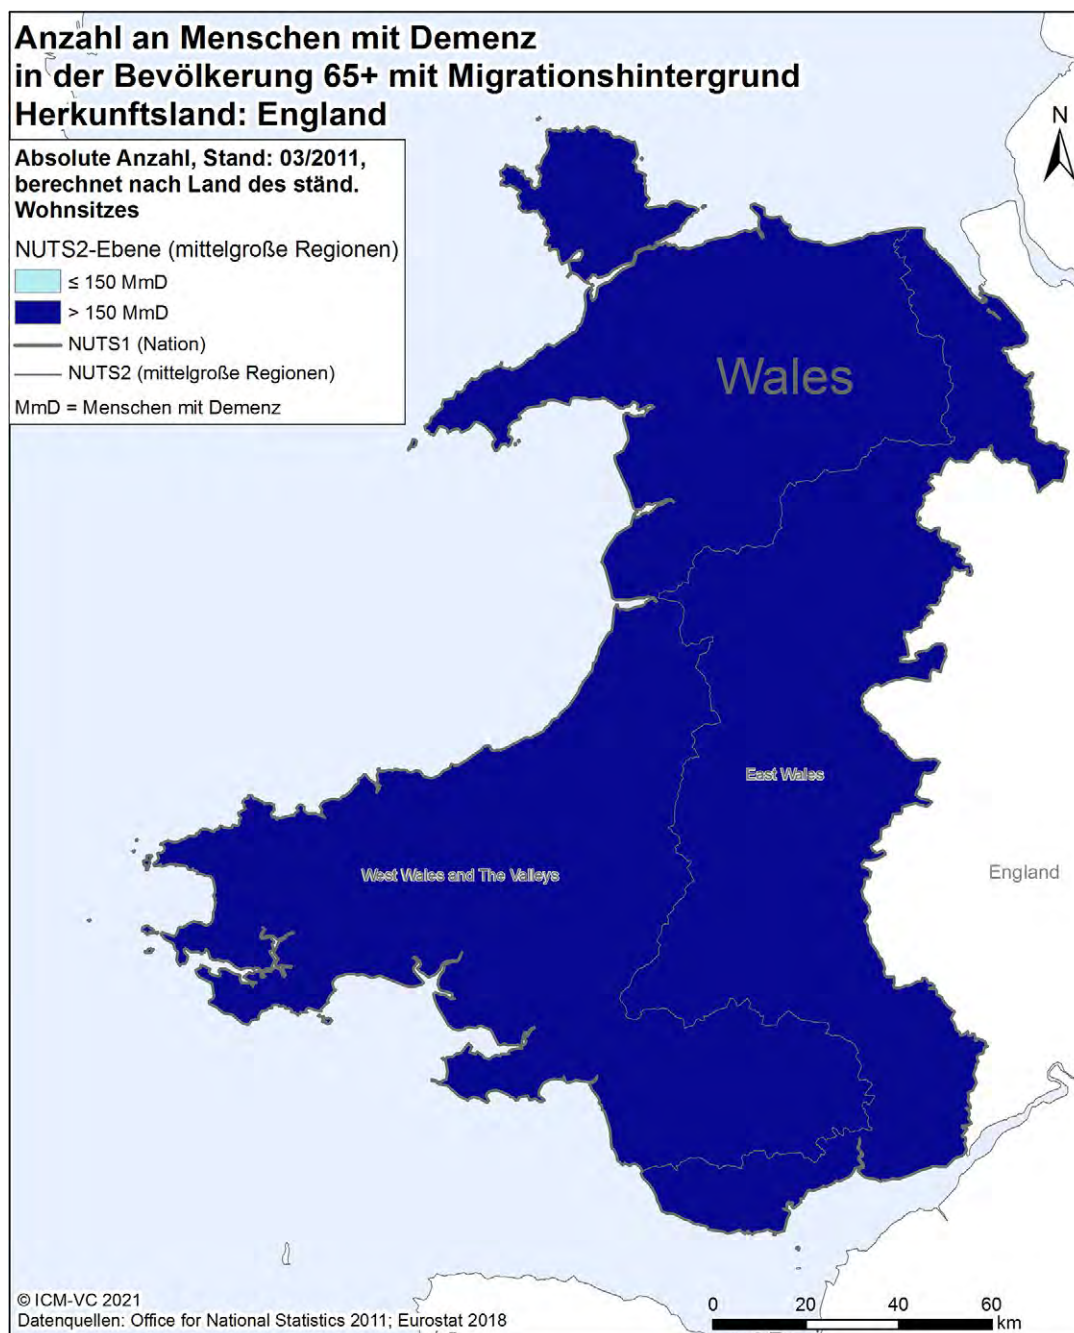 Anzahl an Menschen mit Demenz
in der Bevölkerung 65+ mit Migrationshintergrund
Herkunftsland: England
Absolute Anzahl, Stand: 03/2011,
berechnet nach Land des ständ.
Wohnsitzes
NUTS2-Ebene (mittelgroße Regionen)
≤ 150 MmD
> 150 MmD
NUTS1 (Nation)
NUTS2 (mittelgroße Regionen)
MmD = Menschen mit Demenz
N
Wales
East Wales
West Wales and The Valleys
England
© ICM-VC 2021
Datenquellen: Office for National Statistics 2011; Eurostat 2018
0 20 40 60
km